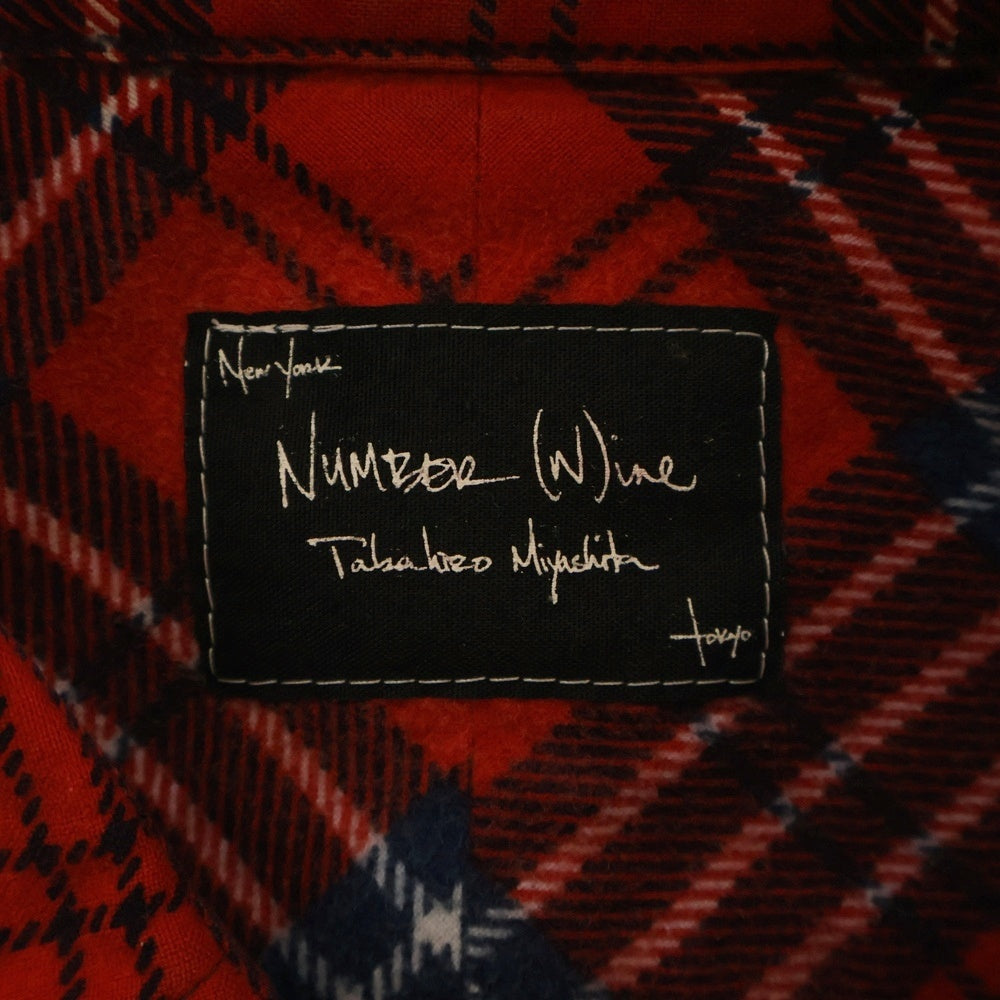 New York
NUMBER (N)ine
Takahiro Miyashita
tokyo